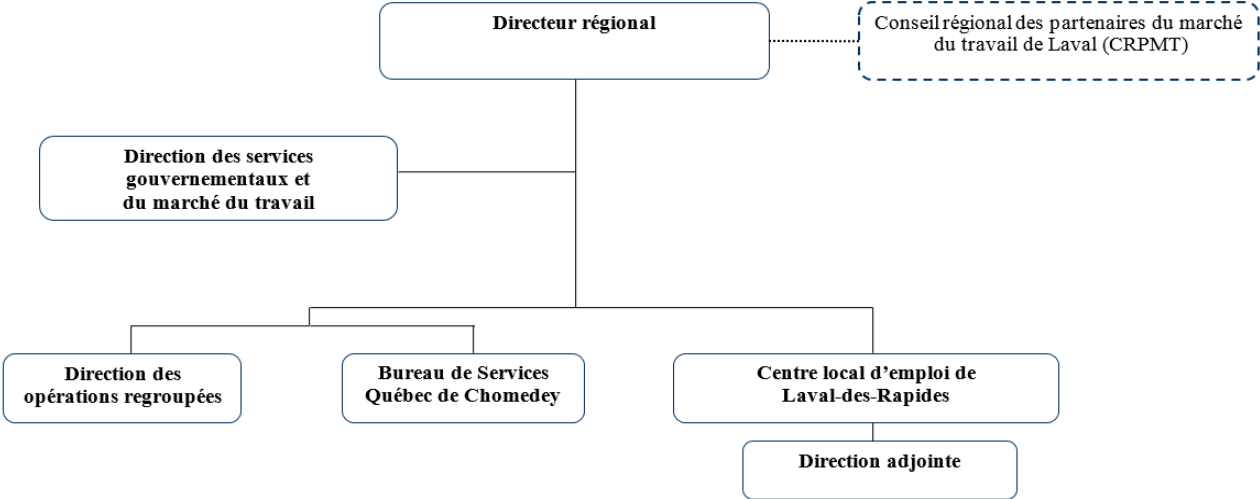 Directeur régional
Conseil régional des partenaires du marché
du travail de Laval (CRPMT)
Direction des services
gouvernementaux et
du marché du travail
Direction des
opérations regroupées
Bureau de Services
Québec de Chomedey
Centre local d’emploi de
Laval-des-Rapides
Direction adjointe